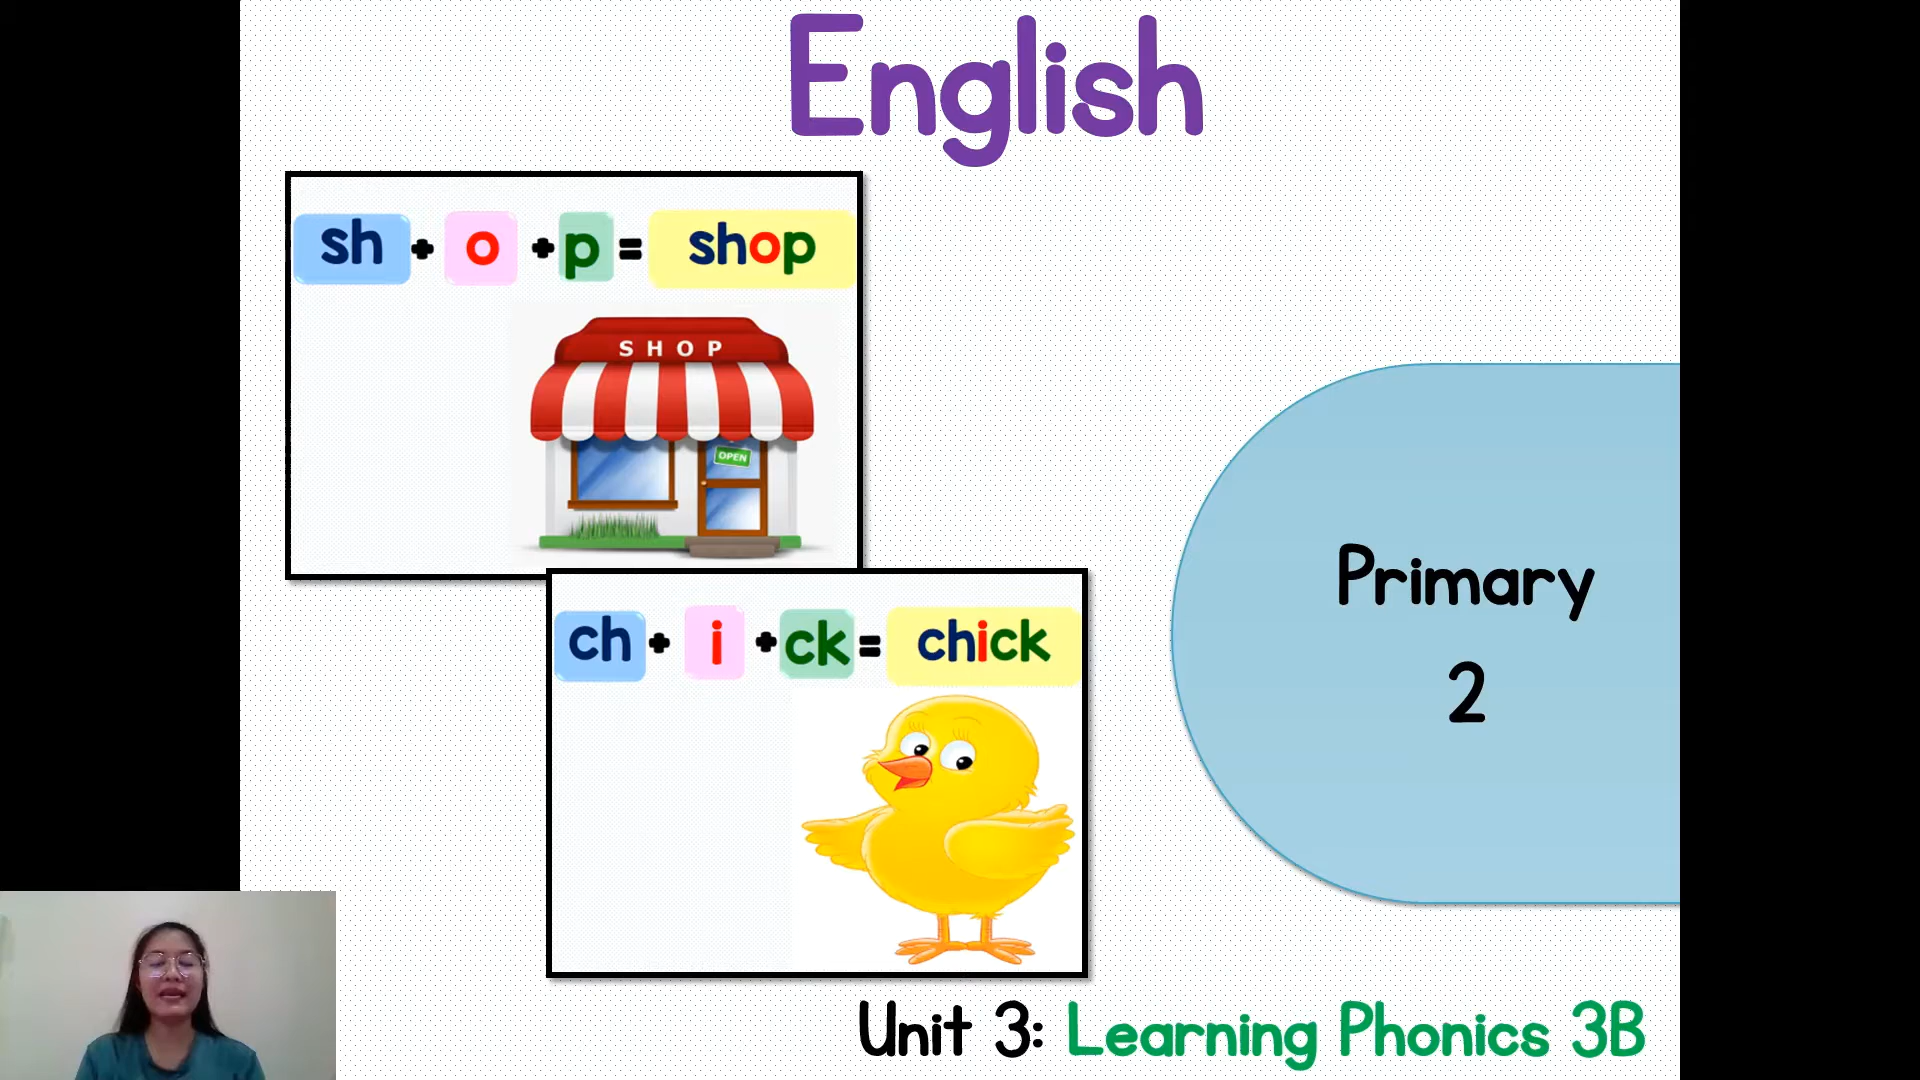 English
sh + o + p = shop
SHOP
OPEN
ch + i + ck = chick
Primary
2
Unit 3: Learning Phonics 3B